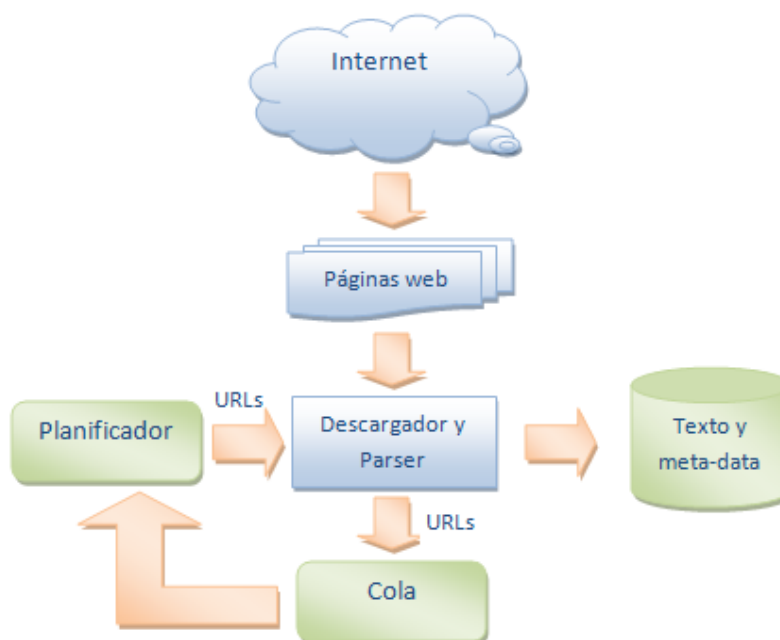 Internet
Páginas web
URLs
Planificador
Descargador y
Parser
Texto y
meta-data
URLs
Cola